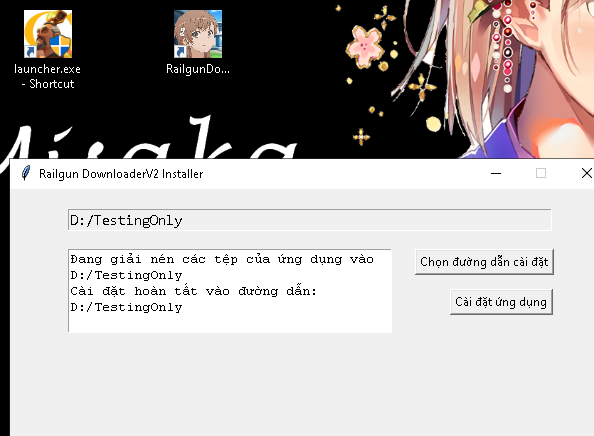 launcher.exe
- Shortcut
RailgunDo...
Misaka
Railgun DownloaderV2 Installer
D:/TestingOnly
Đang giải nén các tệp của ứng dụng vào
D:/TestingOnly
Cài đặt hoàn tất vào đường dẫn:
D:/TestingOnly
Chọn đường dẫn cài đặt
Cài đặt ứng dụng